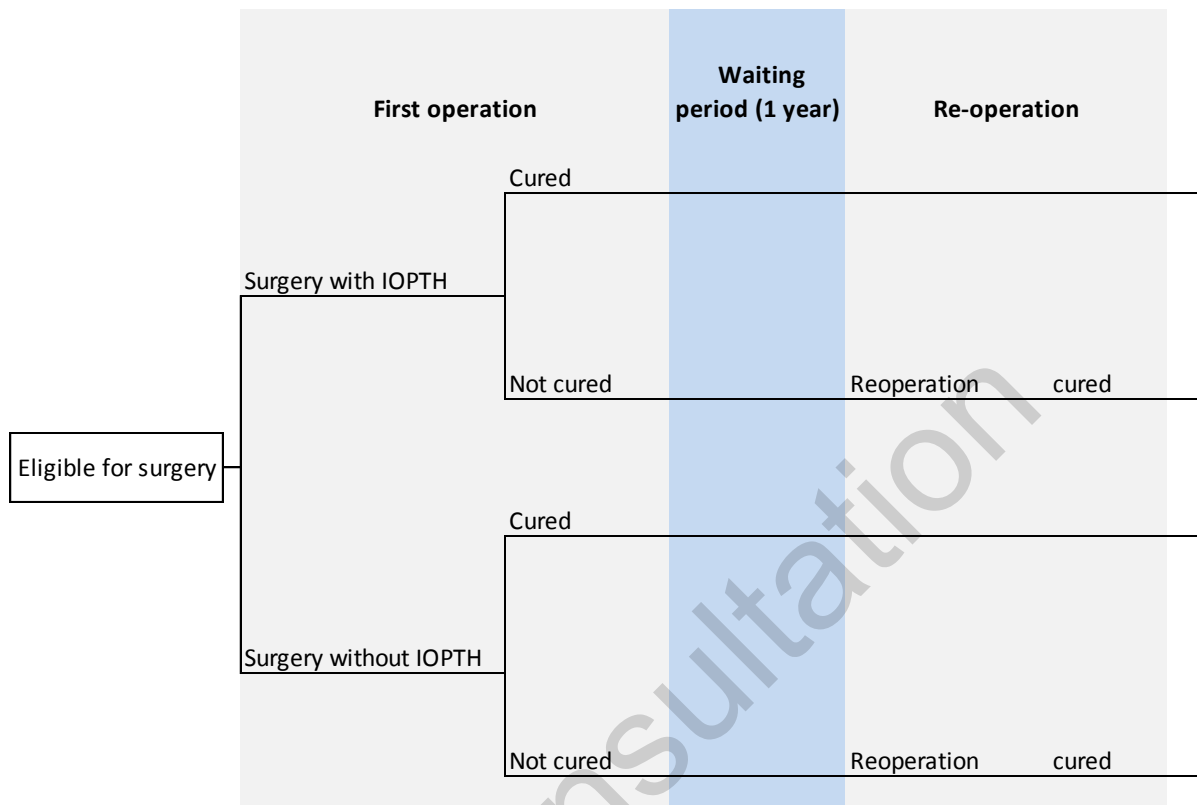 Waiting
First operation period (1 year) Re-operation
Cured
Surgery with IOPTH
Not cured Reoperation cured
Eligible for surgery
Cured
Surgery without IOPTH
Not cured Reoperation cured